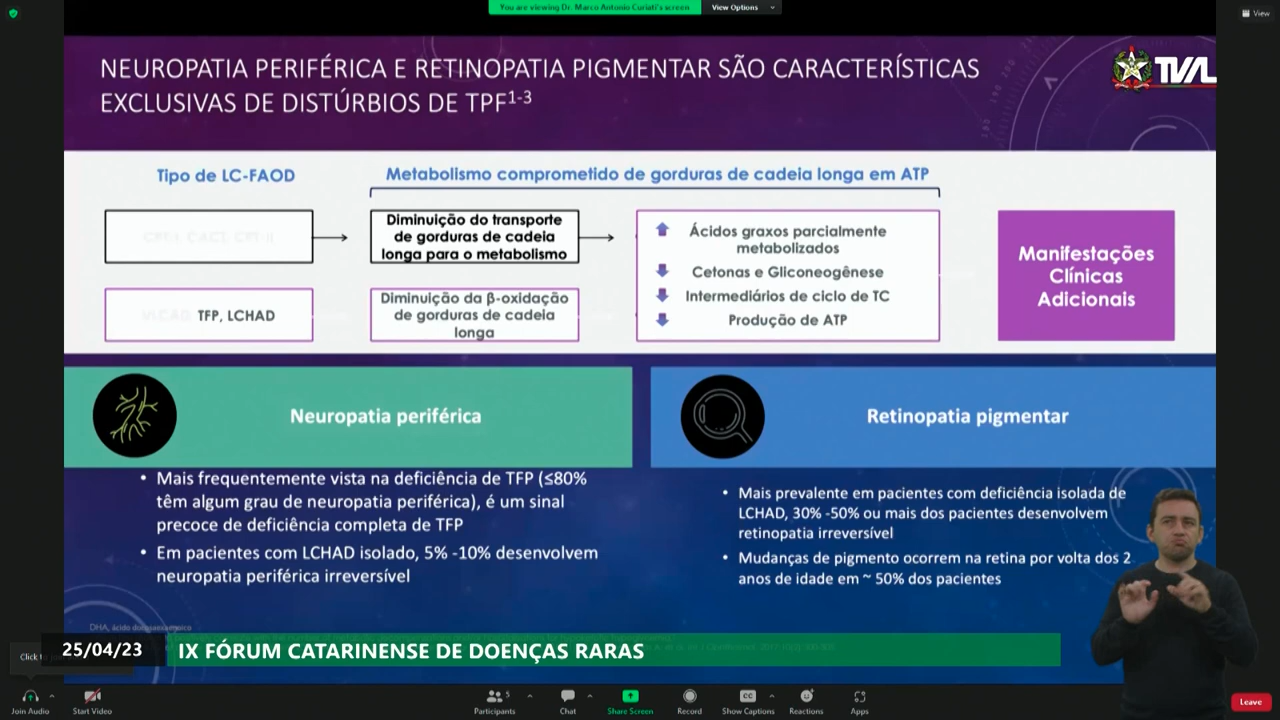 You are viewing Dr. Marco Antonio Curiati's screen
View Options
View
NEUROPATIA PERIFÉRICA E RETINOPATIA PIGMENTAR SÃO CARACTERÍSTICAS
EXCLUSIVAS DE DISTÚRBIOS DE TPF1-3
TVAL
Tipo de LC-FAOD
Metabolismo comprometido de gorduras de cadeia longa em ATP
Diminuição do transporte
de gorduras de cadeia
longa para o metabolismo
Ácidos graxos parcialmente
metabolizados
Cetonas e Gliconeogênese
Intermediários de ciclo de TC
Produção de ATP
Manifestações
Clínicas
Adicionais
TFP, LCHAD
Diminuição da β-oxidação
de gorduras de cadeia
longa
Neuropatia periférica
Retinopatia pigmentar
• Mais frequentemente vista na deficiência de TFP (≤80%
têm algum grau de neuropatia periférica), é um sinal
precoce de deficiência completa de TFP
• Em pacientes com LCHAD isolado, 5% -10% desenvolvem
neuropatia periférica irreversível
• Mais prevalente em pacientes com deficiência isolada de
LCHAD, 30% -50% ou mais dos pacientes desenvolvem
retinopatia irreversível
• Mudanças de pigmento ocorrem na retina por volta dos 2
anos de idade em ~ 50% dos pacientes
DHA, ácido
25/04/23
IX FÓRUM CATARINENSE DE DOENÇAS RARAS
Join Audio
Start Video
Participants
5
Chat
Share Screen
Record
CC
Show Captions
Reactions
Apps
Leave